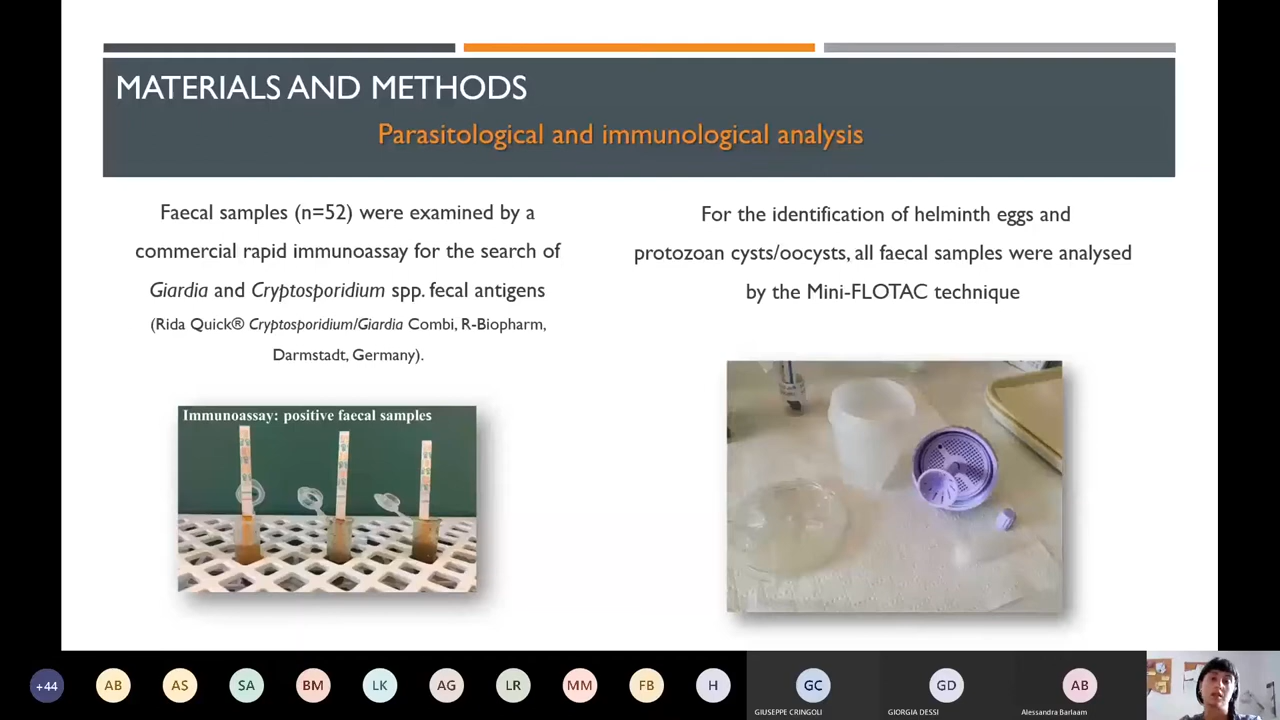 MATERIALS AND METHODS
Parasitological and immunological analysis
Faecal samples (n=52) were examined by a
commercial rapid immunoassay for the search of
Giardia and Cryptosporidium spp. fecal antigens
(Rida Quick® Cryptosporidium/Giardia Combi, R-Biopharm,
Darmstadt, Germany).
For the identification of helminth eggs and
protozoan cysts/oocysts, all faecal samples were analysed
by the Mini-FLOTAC technique
Immunoassay: positive faecal samples
+44
AB
AS
SA
BM
LK
AG
LR
MM
FB
H
GC
GIUSEPPE CRINGOLI
GD
GIORGIA DESSI
AB
Alessandra Barlaam